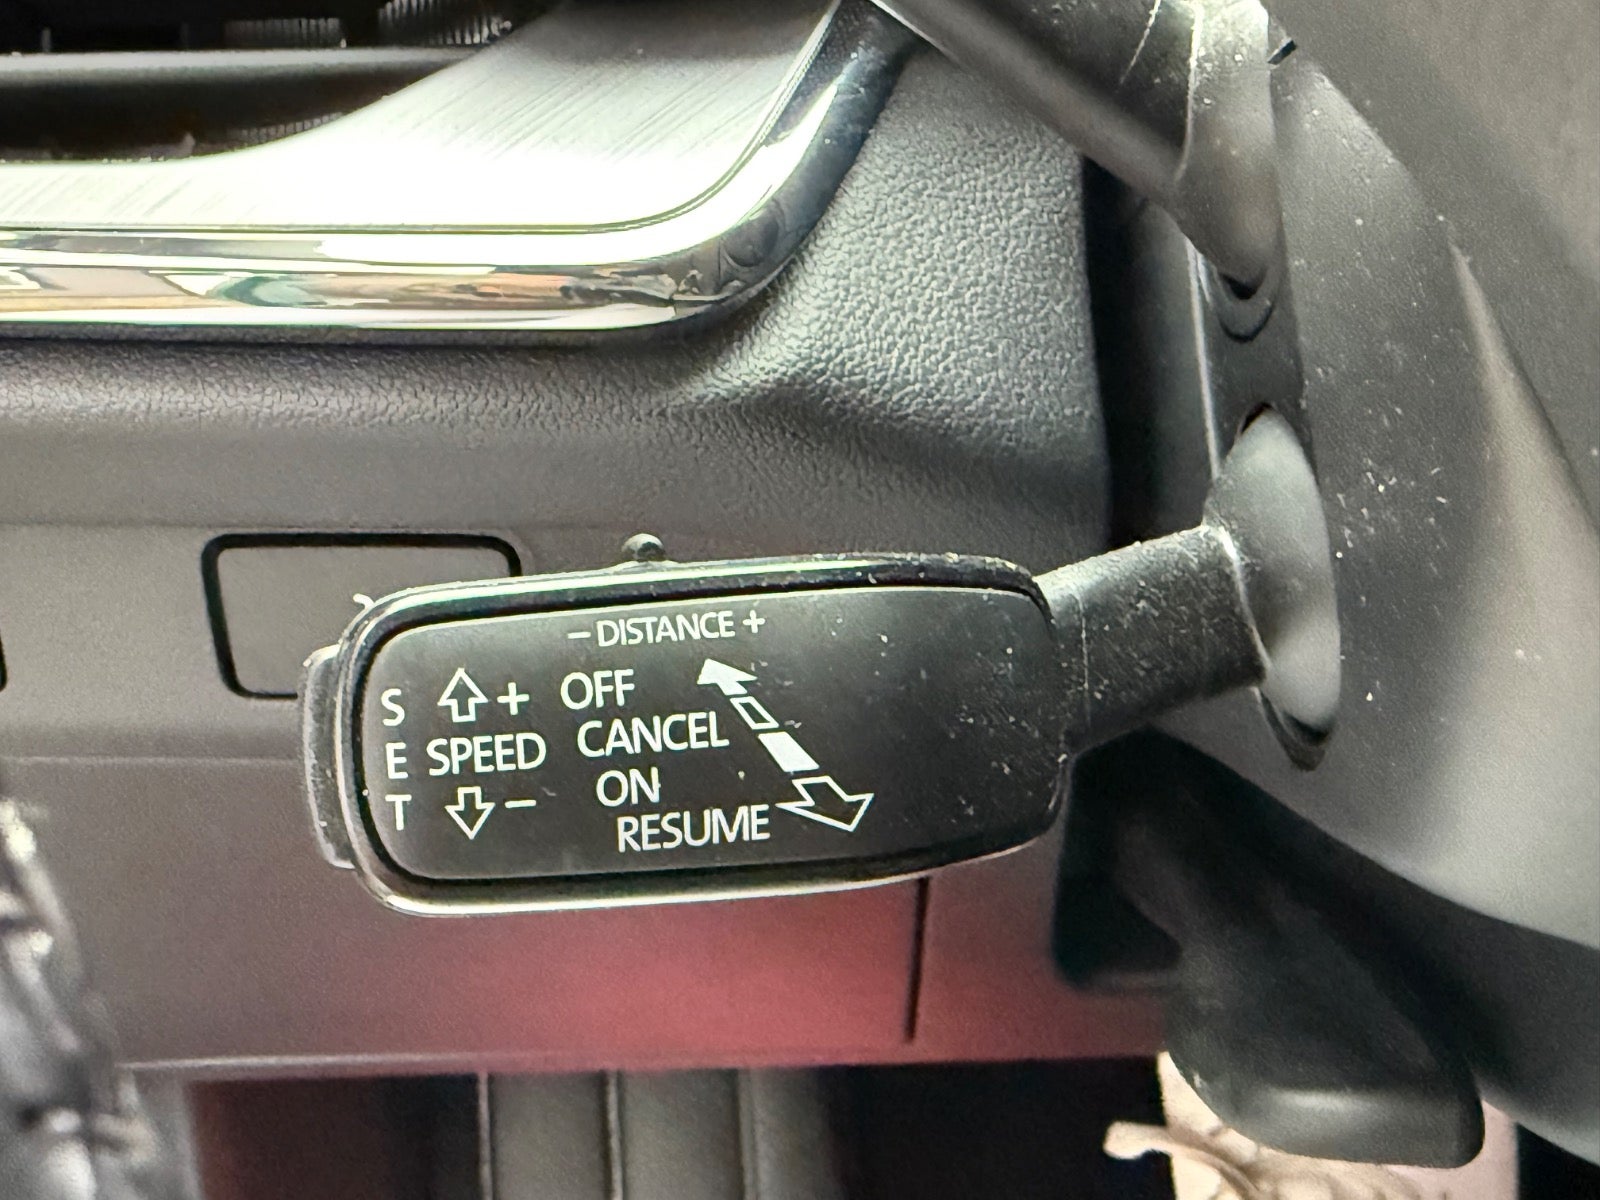 – DISTANCE +
S + OFF
CANCEL
E SPEED
ON
T –
RESUME